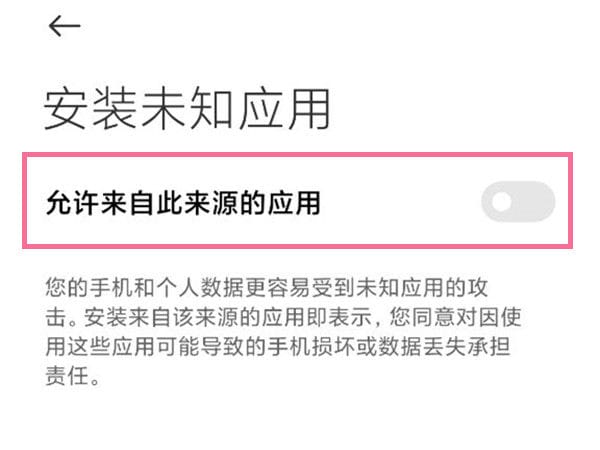 安装未知应用
允许来自此来源的应用
您的手机和个人数据更容易受到未知应用的攻
击。安装来自该来源的应用即表示，您同意对因使
用这些应用可能导致的手机损坏或数据丢失承担
责任。